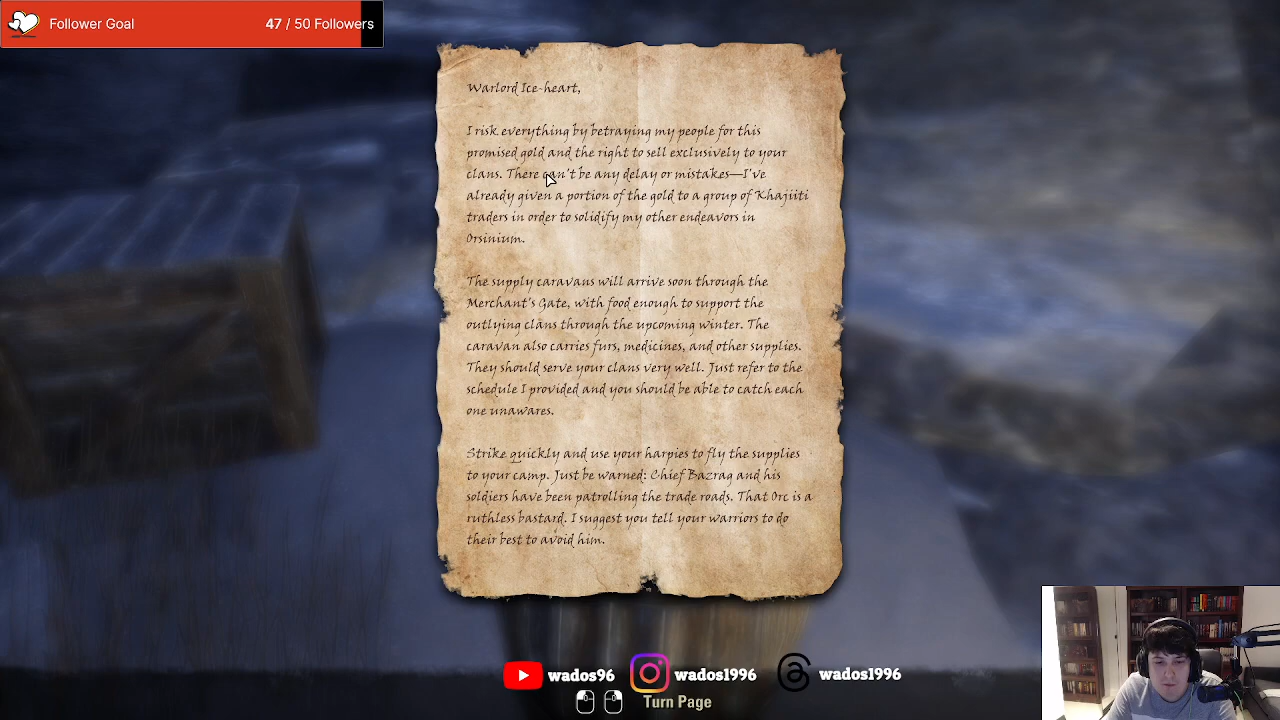 Follower Goal
47 / 50 Followers
Warlord Ice-heart,
I risk everything by betraying my people for this
promised gold and the right to sell exclusively to your
clans. There can't be any delay or mistakes—I've
already given a portion of the gold to a group of Khajiiti
traders in order to solidify my other endeavors in
Orsinium.
The supply caravans will arrive soon through the
Merchant's Gate, with food enough to support the
outlying clans through the upcoming winter. The
caravan also carries furs, medicines, and other supplies.
They should serve your clans very well. Just refer to the
schedule I provided and you should be able to catch each
one unawares.
Strike quickly and use your harpies to fly the supplies
to your camp. Just be warned: Chief Bazrag and his
soldiers have been patrolling the trade roads. That Orc is a
ruthless bastard. I suggest you tell your warriors to do
their best to avoid him.
wados96 wados1996 wados1996
Turn Page